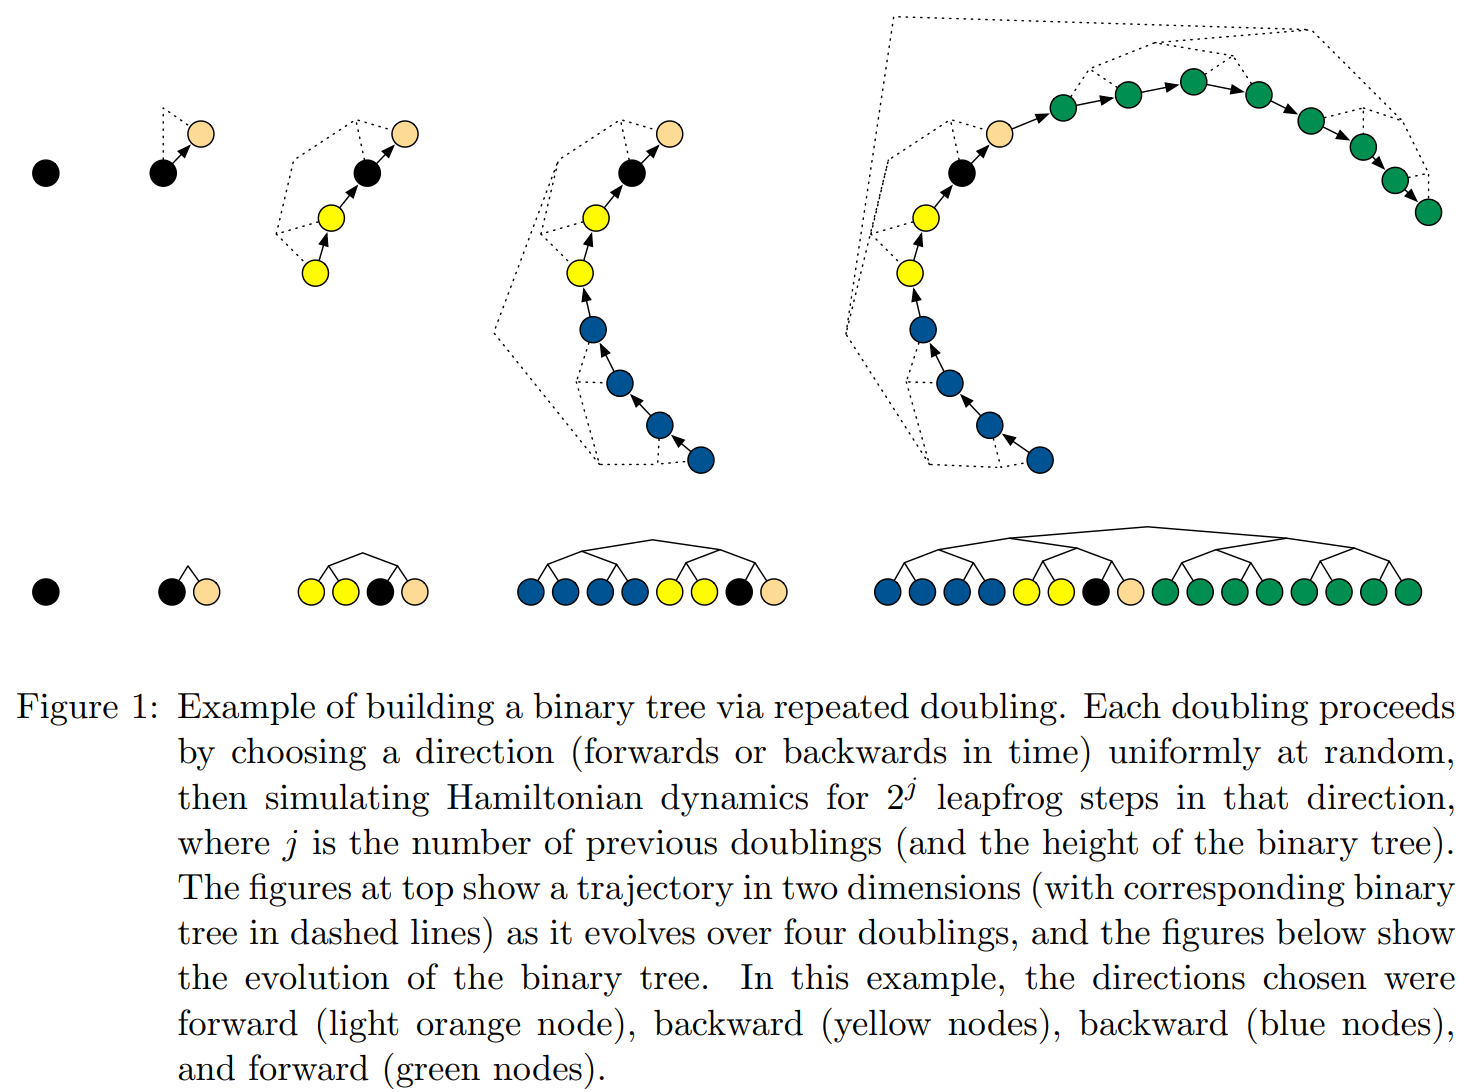 Figure 1: Example of building a binary tree via repeated doubling. Each doubling proceeds
by choosing a direction (forwards or backwards in time) uniformly at random,
then simulating Hamiltonian dynamics for 2^j leapfrog steps in that direction,
where j is the number of previous doublings (and the height of the binary tree).
The figures at top show a trajectory in two dimensions (with corresponding binary
tree in dashed lines) as it evolves over four doublings, and the figures below show
the evolution of the binary tree. In this example, the directions chosen were
forward (light orange node), backward (yellow nodes), backward (blue nodes),
and forward (green nodes).